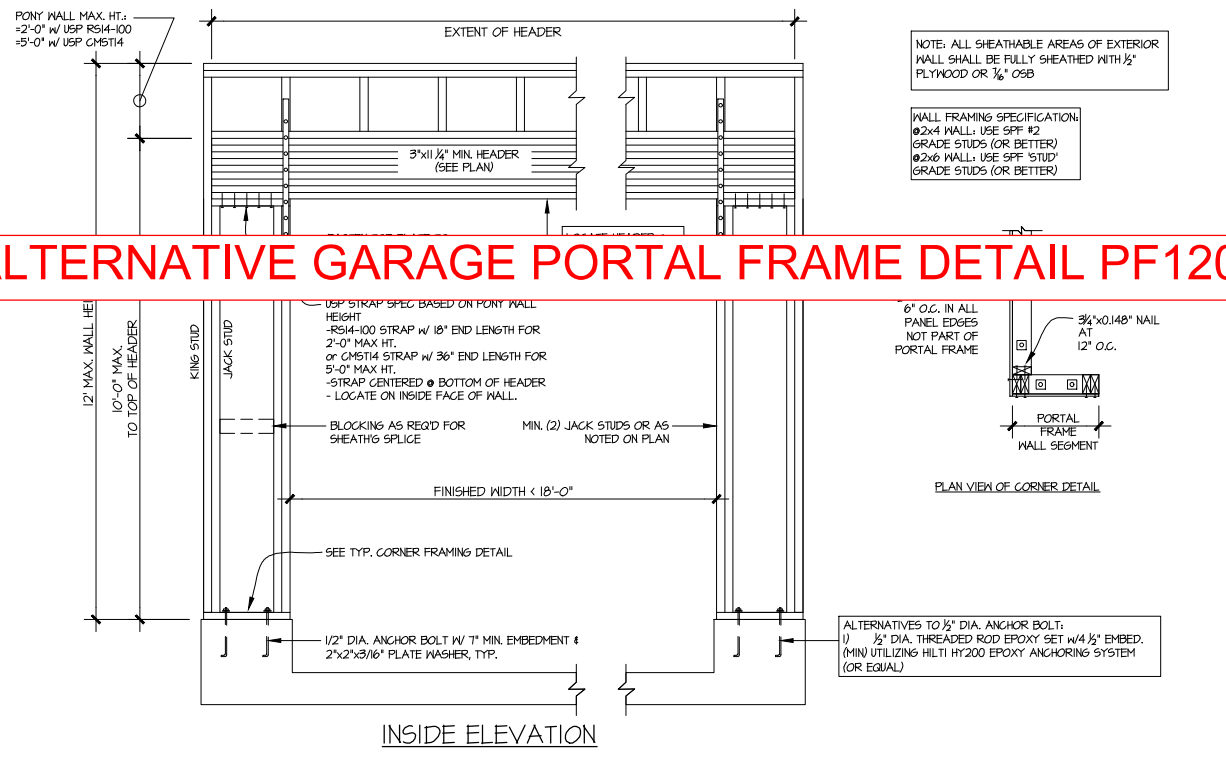 PONY WALL MAX. HT.:
=2'-0" W/ USP RS14-100
=5'-0" W/ USP CMST14
EXTENT OF HEADER
NOTE: ALL SHEATHABLE AREAS OF EXTERIOR
WALL SHALL BE FULLY SHEATHED WITH 1/2"
PLYWOOD OR 7/16" OSB
WALL FRAMING SPECIFICATION:
@2x4 WALL: USE SPF #2
GRADE STUDS (OR BETTER)
@2x6 WALL: USE SPF 'STUD'
GRADE STUDS (OR BETTER)
3"x11 1/4" MIN. HEADER
(SEE PLAN)
ALTERNATIVE GARAGE PORTAL FRAME DETAIL PF120
USP STRAP SPEC BASED ON PONY WALL
HEIGHT
-RS14-100 STRAP W/ 18" END LENGTH FOR
2'-0" MAX HT.
or CMST14 STRAP W/ 36" END LENGTH FOR
5'-0" MAX HT.
-STRAP CENTERED @ BOTTOM OF HEADER
- LOCATE ON INSIDE FACE OF WALL.
6" O.C. IN ALL
PANEL EDGES
NOT PART OF
PORTAL FRAME
3 1/4"x0.148" NAIL
AT
12" O.C.
12' MAX. WALL
10'-0" MAX.
TO TOP OF HEADER
KING STUD
JACK STUD
BLOCKING AS REQ'D FOR
SHEATH'G SPLICE
MIN. (2) JACK STUDS OR AS
NOTED ON PLAN
PORTAL
FRAME
WALL SEGMENT
PLAN VIEW OF CORNER DETAIL
FINISHED WIDTH < 18'-0"
SEE TYP. CORNER FRAMING DETAIL
1/2" DIA. ANCHOR BOLT W/ 7" MIN. EMBEDMENT &
2"x2"x3/16" PLATE WASHER, TYP.
ALTERNATIVES TO 1/2" DIA. ANCHOR BOLT:
1) 1/2" DIA. THREADED ROD EPOXY SET W/4 1/2" EMBED.
(MIN) UTILIZING HILTI HY200 EPOXY ANCHORING SYSTEM
(OR EQUAL)
INSIDE ELEVATION